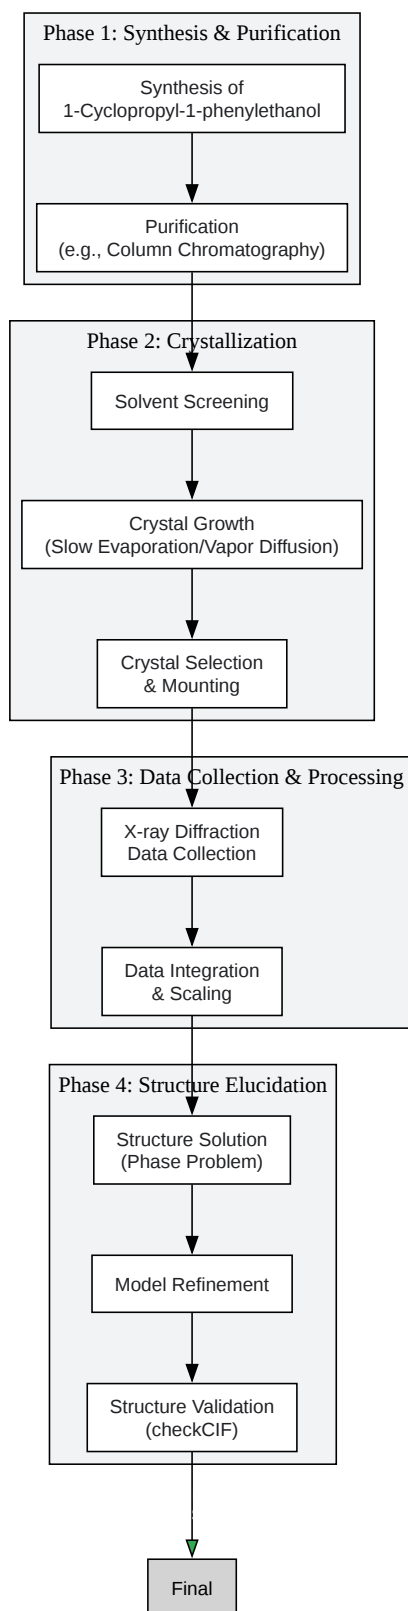 Phase 1: Synthesis & Purification
Synthesis of
1-Cyclopropyl-1-phenylethanol
Purification
(e.g., Column Chromatography)
Phase 2: Crystallization
Solvent Screening
Crystal Growth
(Slow Evaporation/Vapor Diffusion)
Crystal Selection
& Mounting
Phase 3: Data Collection & Processing
X-ray Diffraction
Data Collection
Data Integration
& Scaling
Phase 4: Structure Elucidation
Structure Solution
(Phase Problem)
Model Refinement
Structure Validation
(checkCIF)
Final